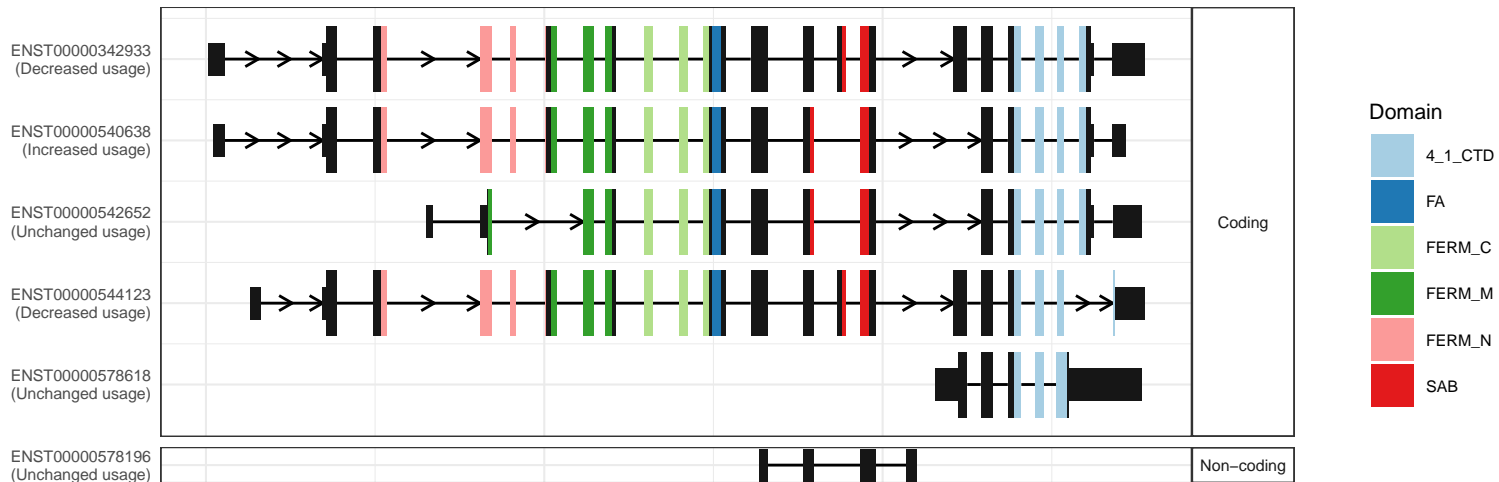 ENST00000342933
(Decreased usage)
ENST00000540638
(Increased usage)
ENST00000542652
(Unchanged usage)
ENST00000544123
(Decreased usage)
ENST00000578618
(Unchanged usage)
ENST00000578196
(Unchanged usage)
Coding
Non−coding
Domain
4_1_CTD
FA
FERM_C
FERM_M
FERM_N
SAB